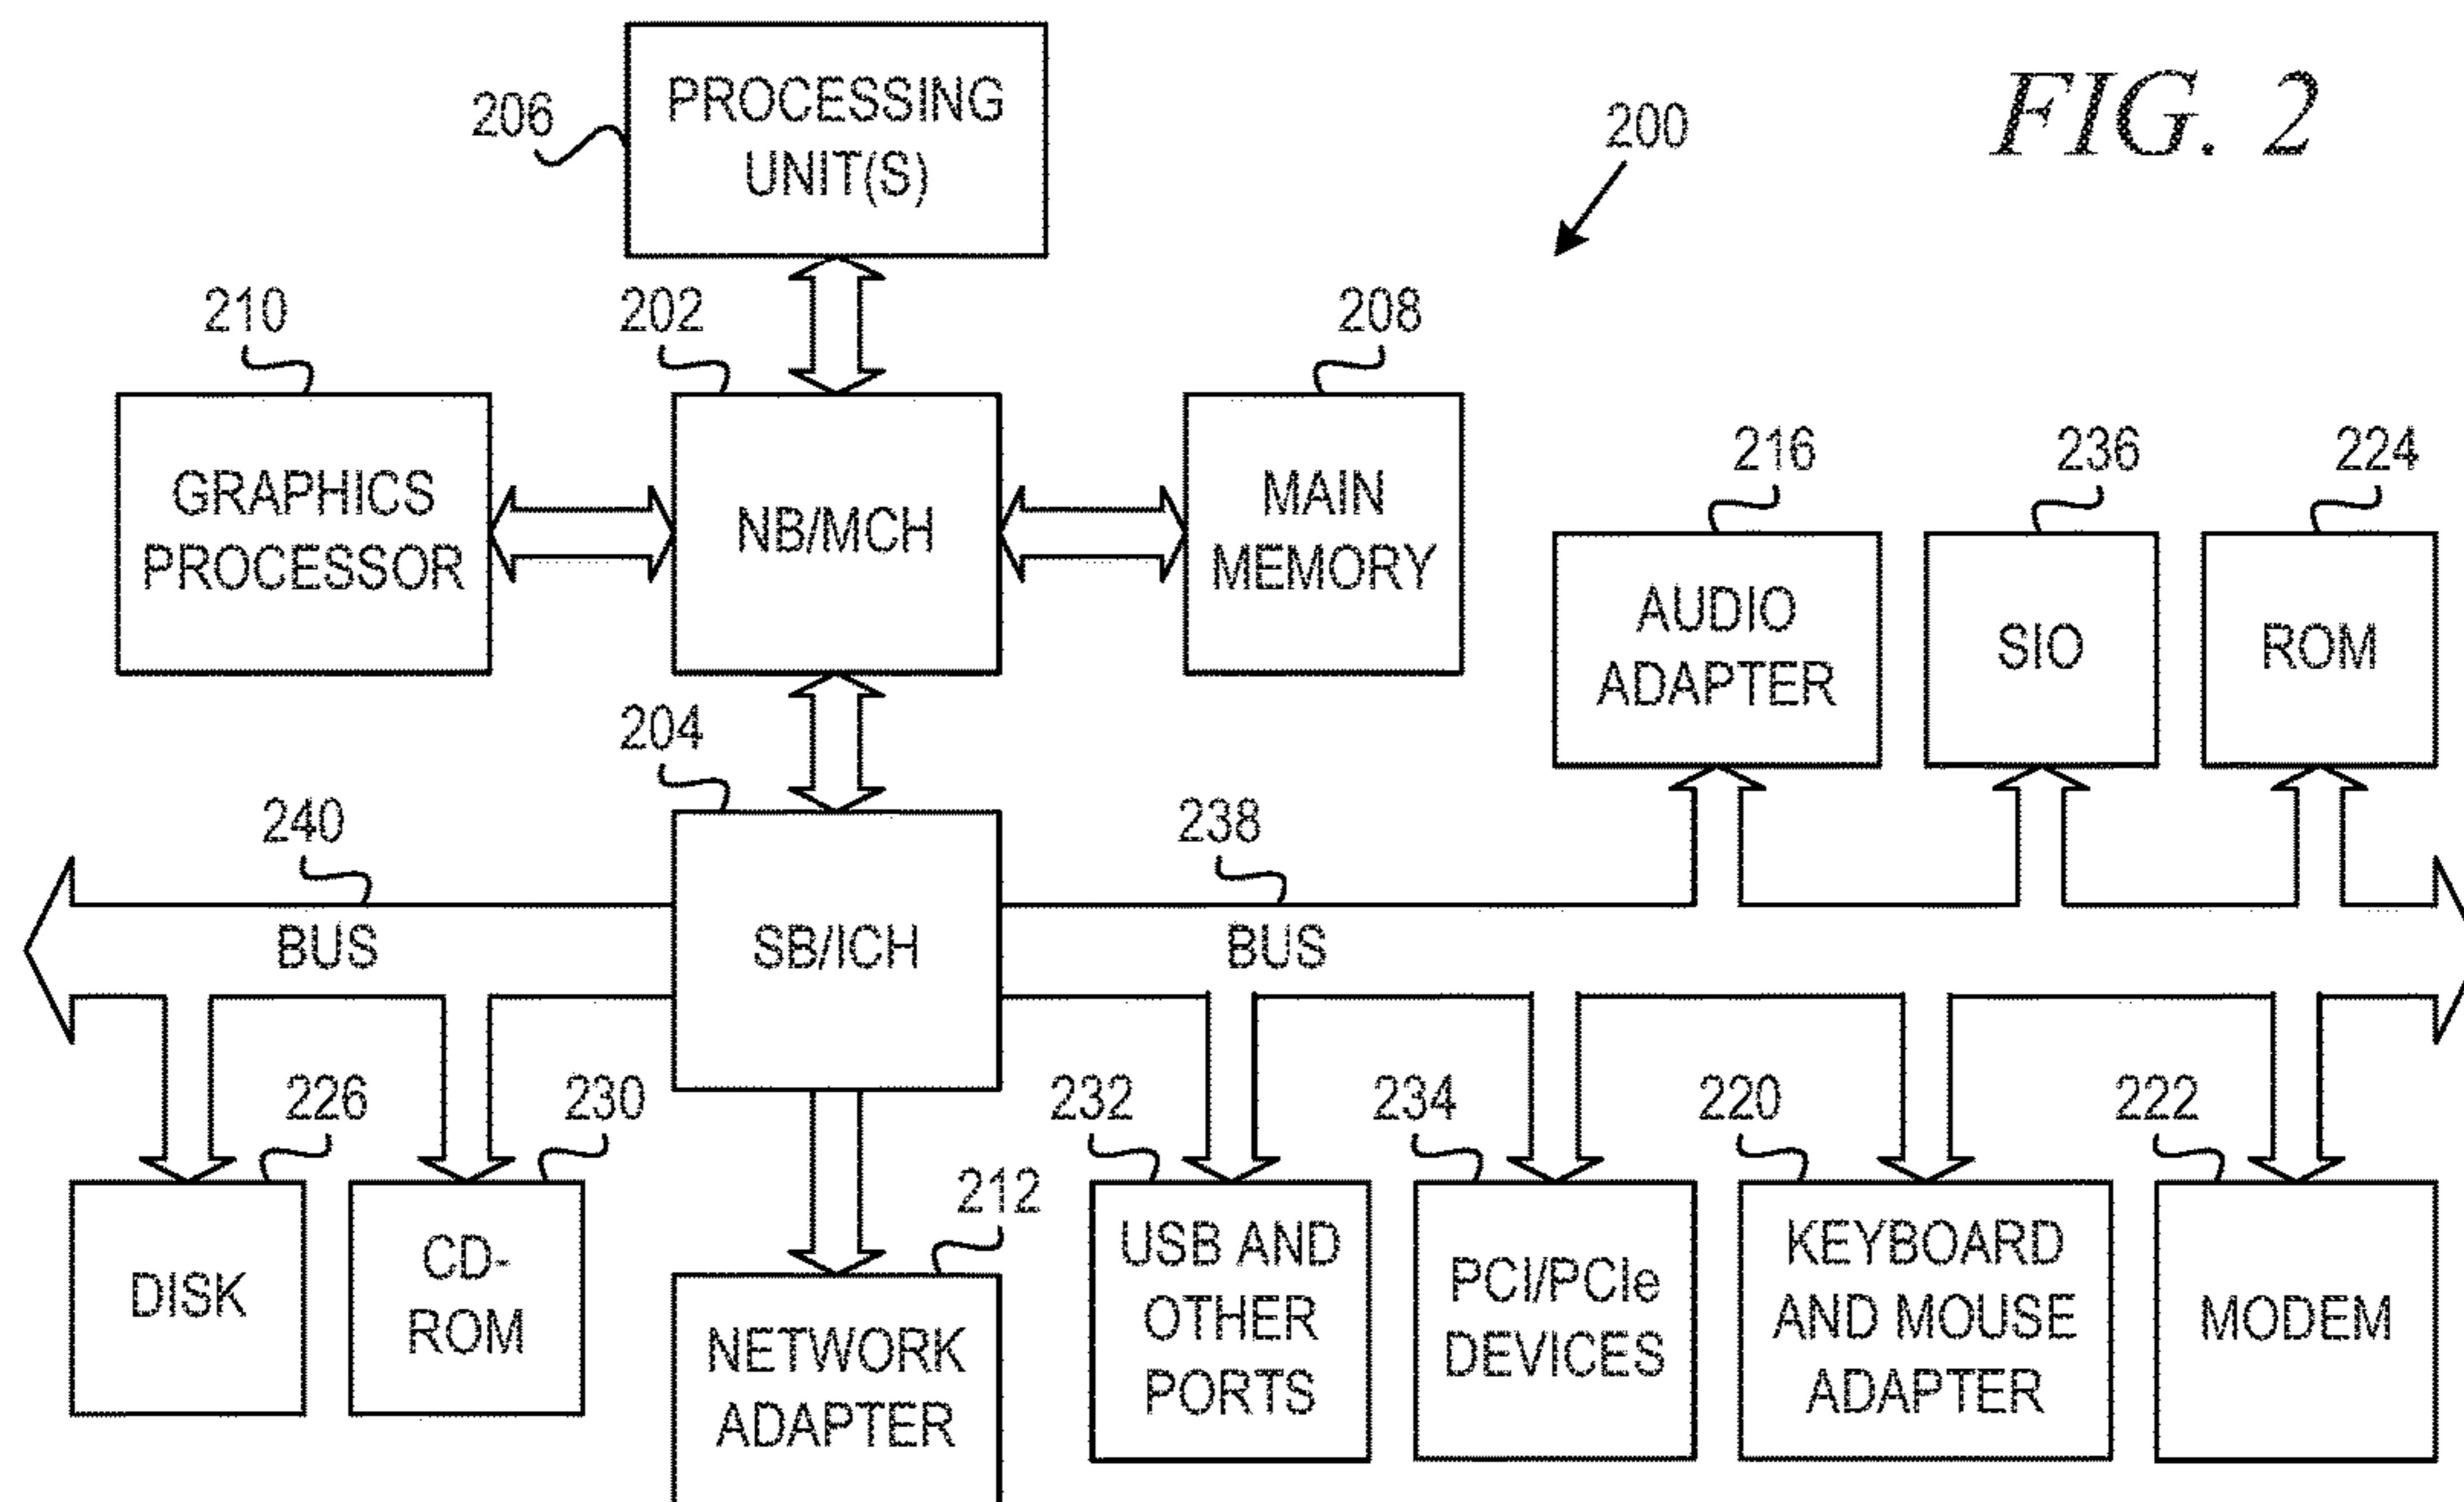 FIG. 2
200
206
PROCESSING
UNIT(S)
210
202
208
GRAPHICS
PROCESSOR
NB/MCH
MAIN
MEMORY
216
236
224
AUDIO
ADAPTER
SIO
ROM
204
240
238
BUS
SB/ICH
BUS
226
230
212
232
234
220
222
DISK
CD-
ROM
NETWORK
ADAPTER
USB AND
OTHER
PORTS
PCI/PCIe
DEVICES
KEYBOARD
AND MOUSE
ADAPTER
MODEM